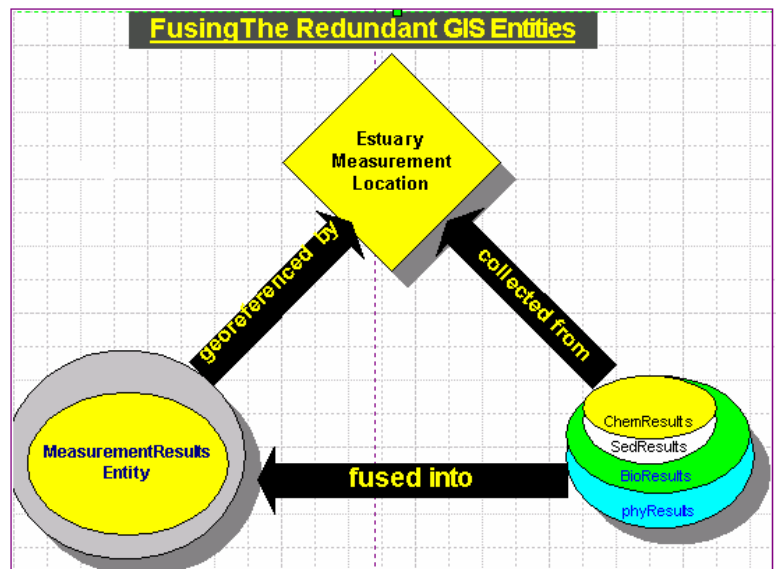 FusingThe Redundant GIS Entities
Estuary
Measurement
Location
georeferenced by
collected from
MeasurementResults
Entity
fused into
ChemResults
SedResults
BioResults
phyResults